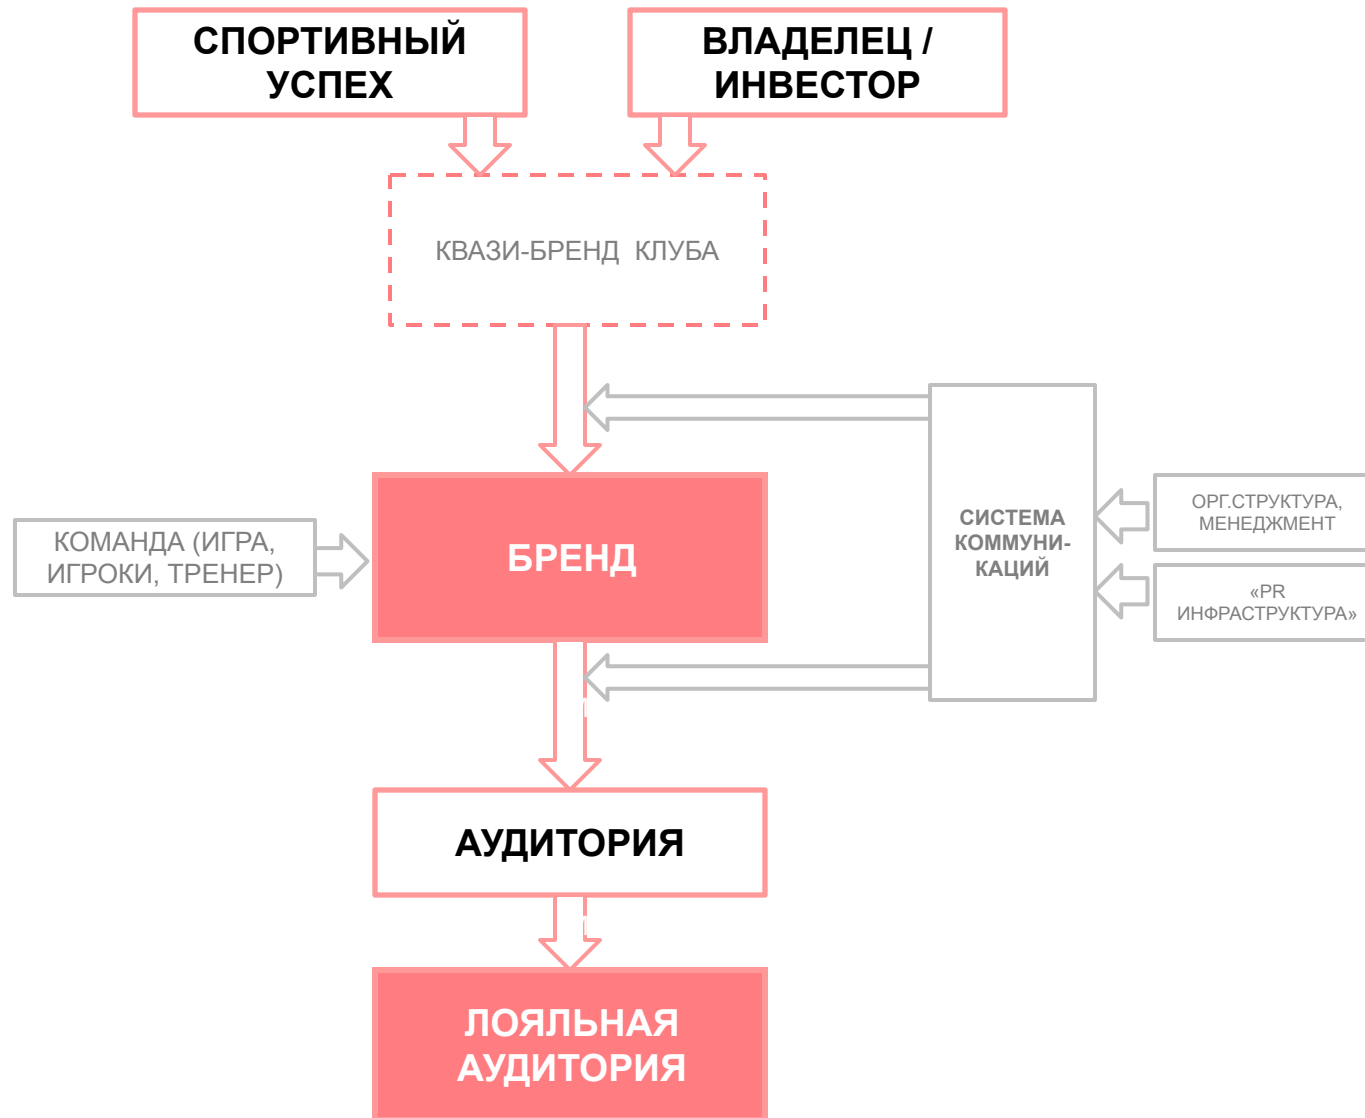 СПОРТИВНЫЙ
УСПЕХ
ВЛАДЕЛЕЦ /
ИНВЕСТОР
КВАЗИ-БРЕНД КЛУБА
КОМАНДА (ИГРА,
ИГРОКИ, ТРЕНЕР)
БРЕНД
СИСТЕМА
КОММУНИ-
КАЦИЙ
ОРГ.СТРУКТУРА,
МЕНЕДЖМЕНТ
«PR
ИНФРАСТРУКТУРА»
АУДИТОРИЯ
ЛОЯЛЬНАЯ
АУДИТОРИЯ